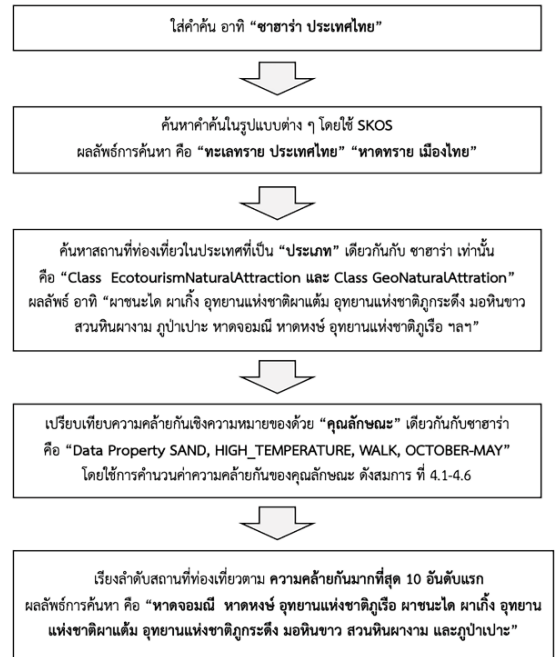 ใส่คำค้น อาทิ “ซาฮาร่า ประเทศไทย”
ค้นหาคำค้นในรูปแบบต่าง ๆ โดยใช้ SKOS
ผลลัพธ์การค้นหา คือ “ทะเลทราย ประเทศไทย” “หาดทราย เมืองไทย”
ค้นหาสถานที่ท่องเที่ยวในประเทศที่เป็น “ประเภท” เดียวกันกับ ซาฮาร่า เท่านั้น
คือ “Class EcotourismNaturalAttraction และ Class GeoNaturalAttration”
ผลลัพธ์ อาทิ “ผาชนะได ผาเกิ้ง อุทยานแห่งชาติผาแต้ม อุทยานแห่งชาติภูกระดึง มอหินขาว
สวนหินผางาม ภูป่าเปาะ หาดจอมณี หาดหงษ์ อุทยานแห่งชาติภูเรือ ฯลฯ”
เปรียบเทียบความคล้ายกันเชิงความหมายของด้วย “คุณลักษณะ” เดียวกันกับซาฮาร่า
คือ “Data Property SAND, HIGH_TEMPERATURE, WALK, OCTOBER-MAY”
โดยใช้การคำนวนค่าความคล้ายกันของคุณลักษณะ ดังสมการ ที่ 4.1-4.6
เรียงลำดับสถานที่ท่องเที่ยวตาม ความคล้ายกันมากที่สุด 10 อันดับแรก
ผลลัพธ์การค้นหา คือ “หาดจอมณี หาดหงษ์ อุทยานแห่งชาติภูเรือ ผาชนะได ผาเกิ้ง อุทยาน
แห่งชาติผาแต้ม อุทยานแห่งชาติภูกระดึง มอหินขาว สวนหินผางาม และภูป่าเปาะ”